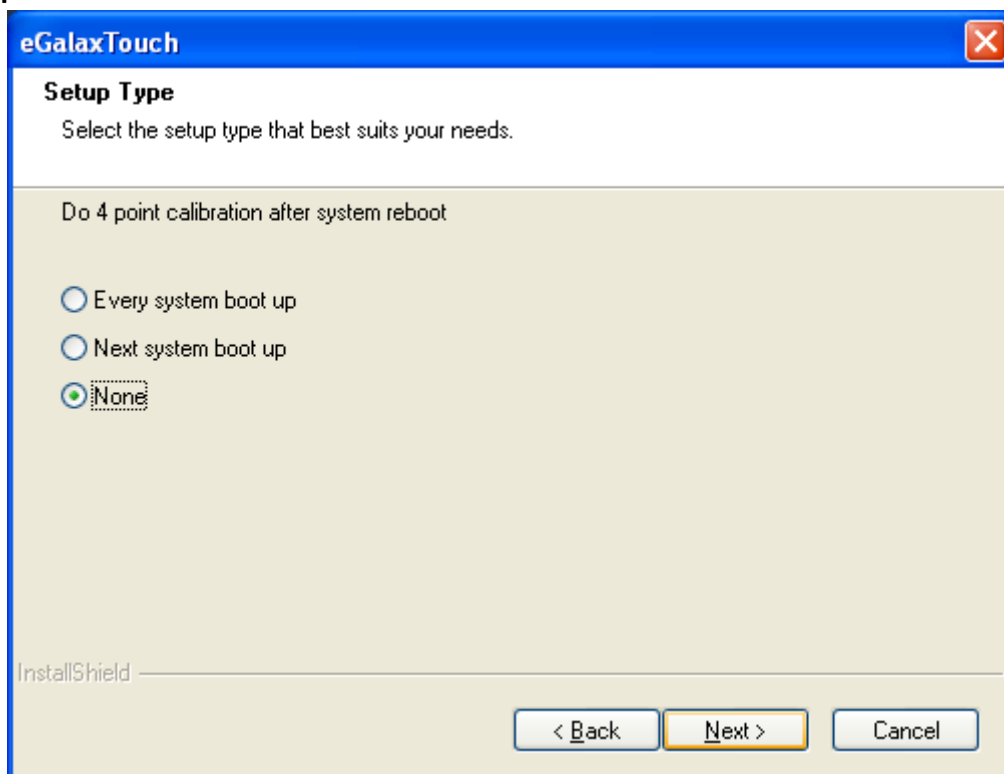 eGalaxTouch
Setup Type
Select the setup type that best suits your needs.
Do 4 point calibration after system reboot
Every system boot up
Next system boot up
None
InstallShield
< Back Next > Cancel